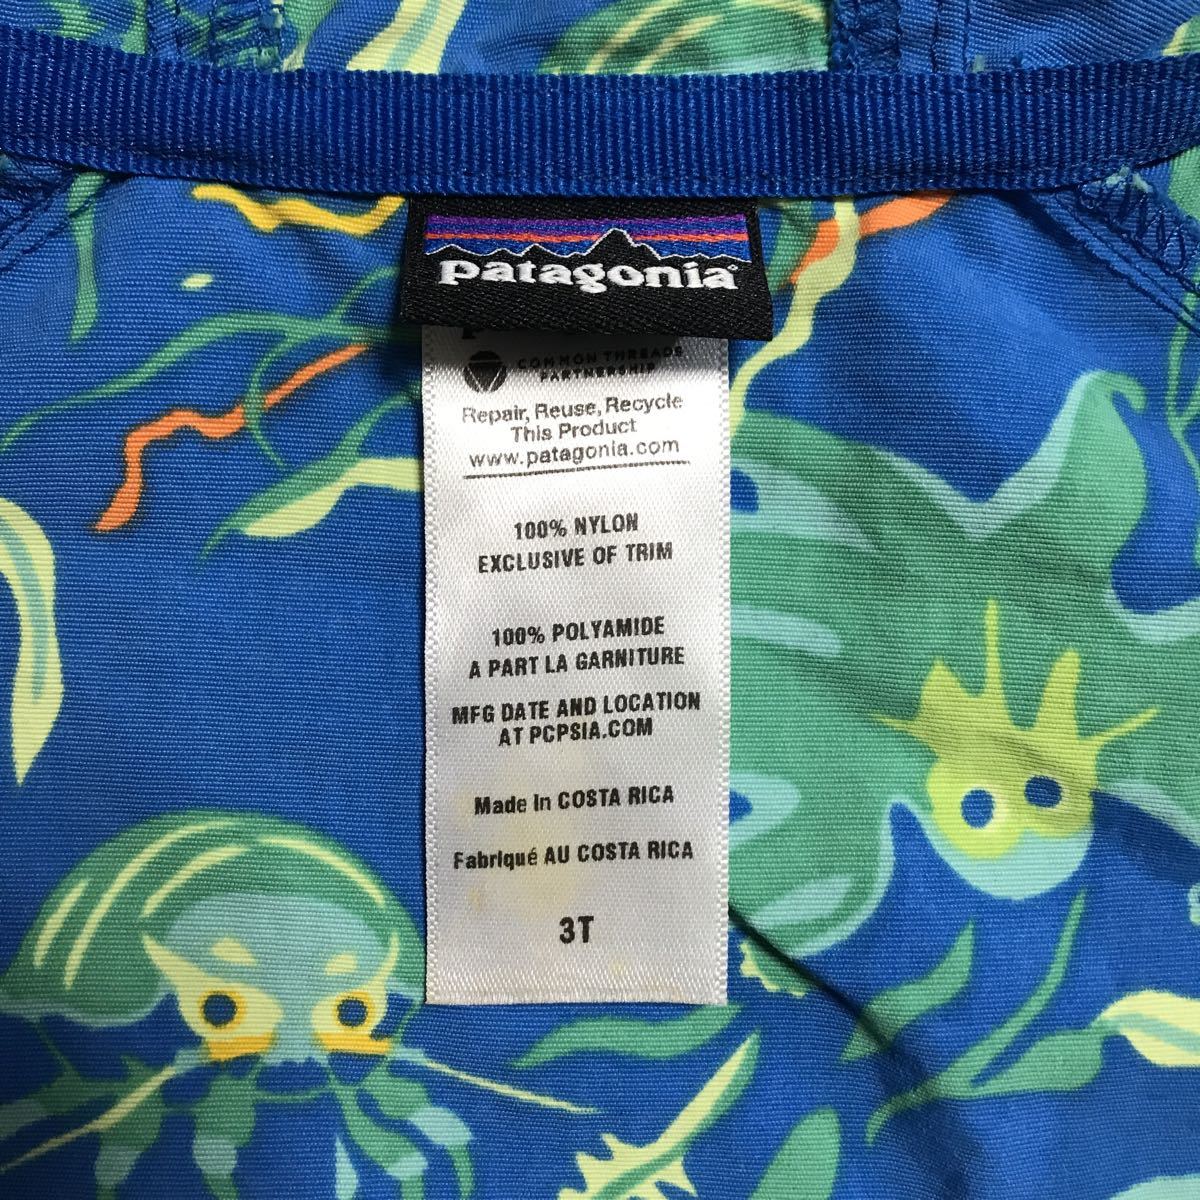 patagonia®
COMMON THREADS
PARTNERSHIP
Repair, Reuse, Recycle
This Product
www.patagonia.com
100% NYLON
EXCLUSIVE OF TRIM
100% POLYAMIDE
A PART LA GARNITURE
MFG DATE AND LOCATION
AT PCPSIA.COM
Made In COSTA RICA
Fabriqué AU COSTA RICA
3T